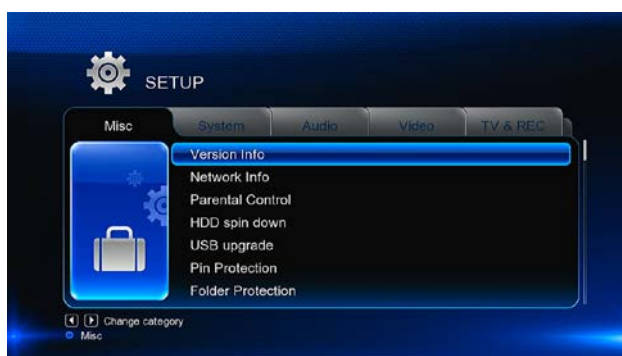 SETUP
Misc System Audio Video TV & REC
Version Info
Network Info
Parental Control
HDD spin down
USB upgrade
Pin Protection
Folder Protection
Change category
Misc